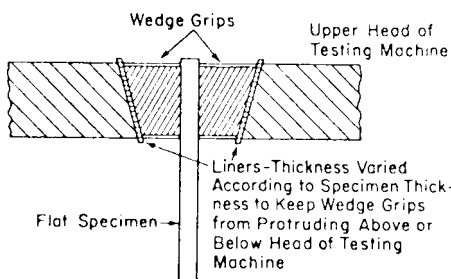 Wedge Grips
Upper Head of
Testing Machine
Liners-Thickness Varied
According to Specimen Thick-
ness to Keep Wedge Grips
from Protruding Above or
Below Head of Testing
Machine
Flat Specimen